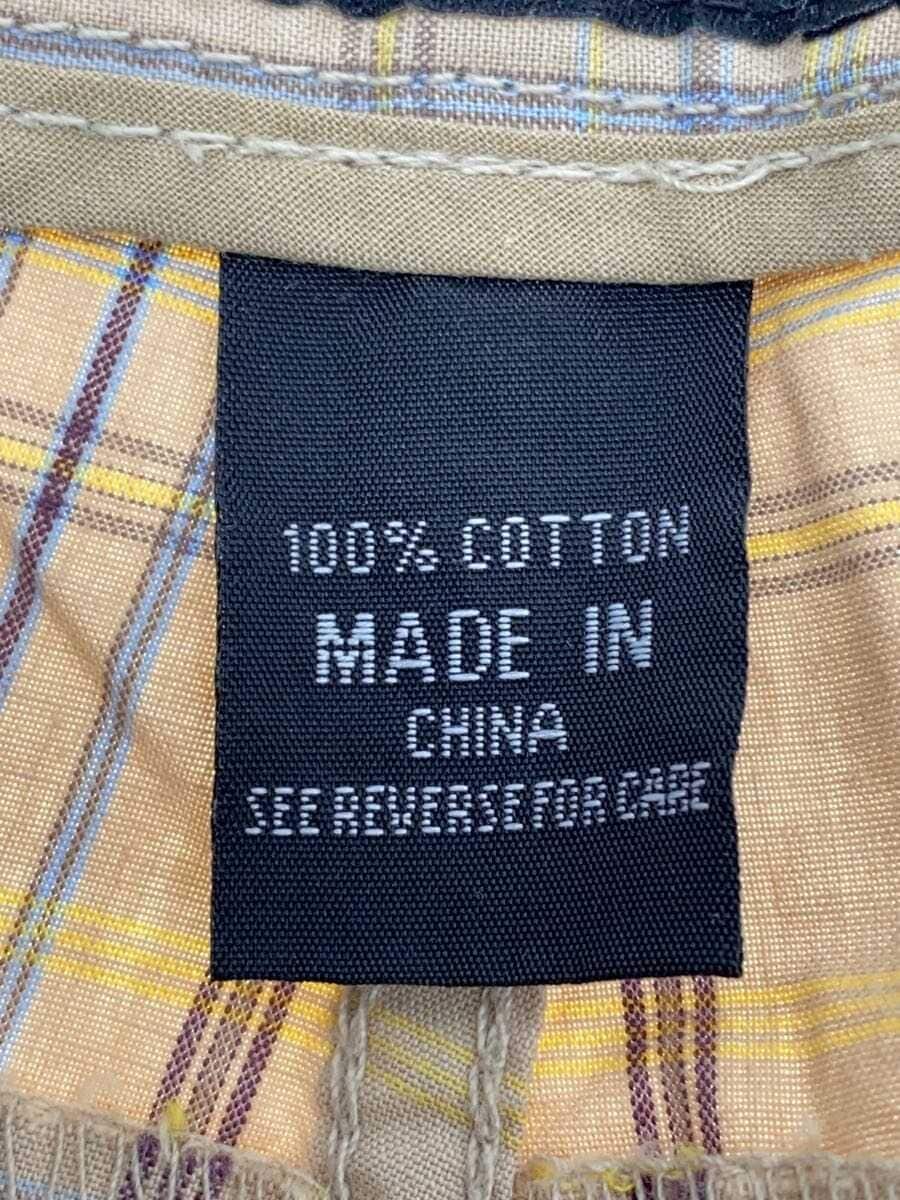 100% COTTON
MADE IN
CHINA
SEE REVERSE FOR CARE